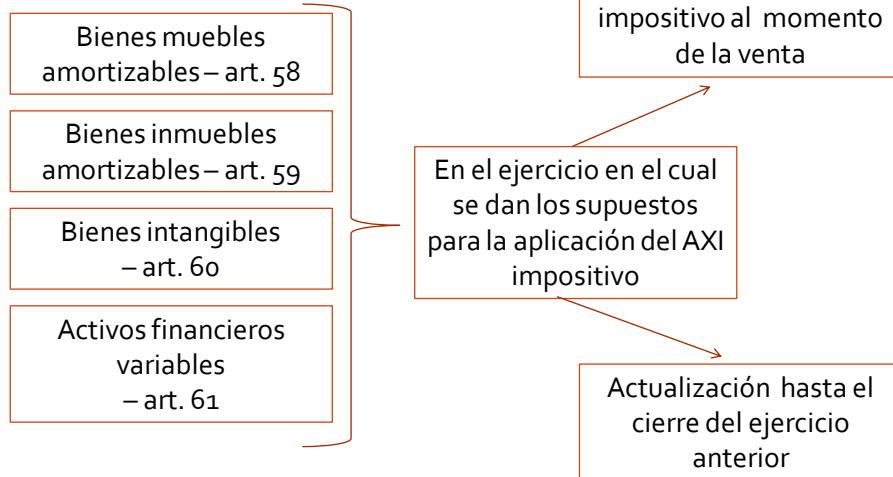 Bienes muebles
amortizables – art. 58
Bienes inmuebles
amortizables – art. 59
Bienes intangibles
– art. 60
Activos financieros
variables
– art. 61
En el ejercicio en el cual
se dan los supuestos
para la aplicación del AXI
impositivo
impositivo al momento
de la venta
Actualización hasta el
cierre del ejercicio
anterior